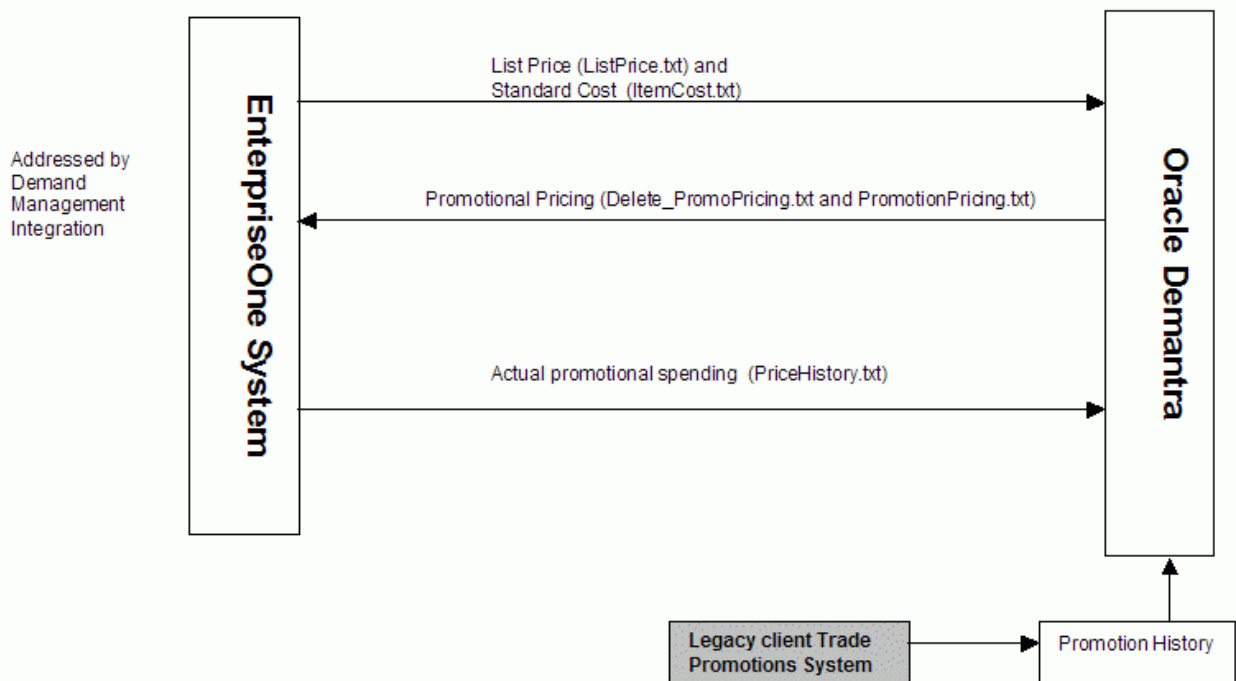 List Price (ListPrice.txt) and
Standard Cost (ItemCost.txt)
EnterpriseOne System
Addressed by
Demand
Management
Integration
Oracle Demantra
Promotional Pricing (Delete_PromoPricing.txt and PromotionPricing.txt)
Actual promotional spending (PriceHistory.txt)
Legacy client Trade
Promotions System
Promotion History